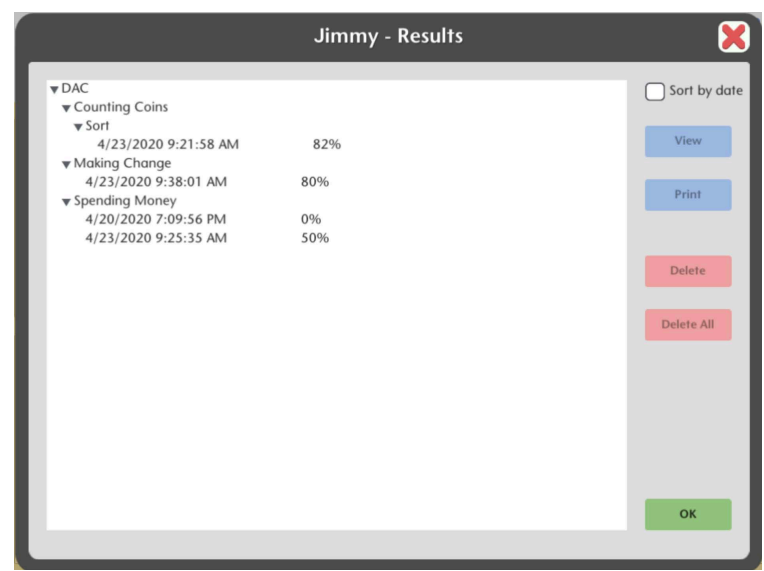 Jimmy - Results
DAC
Counting Coins
Sort
4/23/2020 9:21:58 AM 82%
Making Change
4/23/2020 9:38:01 AM 80%
Spending Money
4/20/2020 7:09:56 PM 0%
4/23/2020 9:25:35 AM 50%
Sort by date
View
Print
Delete
Delete All
OK